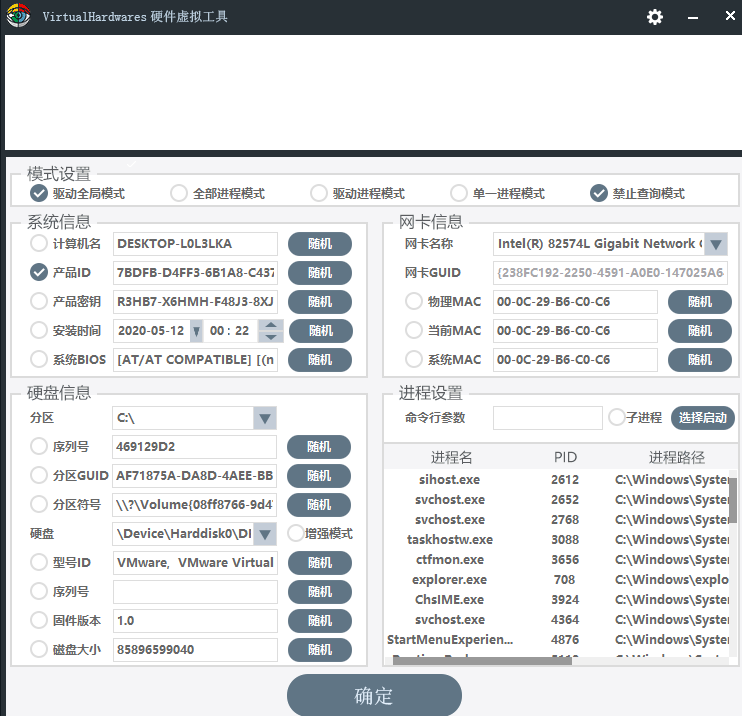 VirtualHardwares 硬件虚拟工具
模式设置
驱动全局模式 全部进程模式 驱动进程模式 单一进程模式 禁止查询模式
系统信息
计算机名 DESKTOP-L0L3LKA 随机
产品ID 7BDFB-D4FF3-6B1A8-C437 随机
产品密钥 R3HB7-X6HMH-F48J3-8XJ 随机
安装时间 2020-05-12 00 : 22 随机
系统BIOS [AT/AT COMPATIBLE] [(n 随机
网卡信息
网卡名称 Intel(R) 82574L Gigabit Network
网卡GUID {238FC192-2250-4591-A0E0-147025A6
物理MAC 00-0C-29-B6-C0-C6 随机
当前MAC 00-0C-29-B6-C0-C6 随机
系统MAC 00-0C-29-B6-C0-C6 随机
硬盘信息
分区 C:\
序列号 469129D2 随机
分区GUID AF71875A-DA8D-4AEE-BB 随机
分区符号 \\?\Volume{08ff8766-9d4 随机
硬盘 \Device\Harddisk0\DI 增强模式
型号ID VMware, VMware Virtual 随机
序列号 随机
固件版本 1.0 随机
磁盘大小 85896599040 随机
进程设置
命令行参数 子进程 选择启动
进程名 PID 进程路径
sihost.exe 2612 C:\Windows\Syster
svchost.exe 2652 C:\Windows\Syster
svchost.exe 2768 C:\Windows\Syster
taskhostw.exe 3088 C:\Windows\Syster
ctfmon.exe 3656 C:\Windows\Syster
explorer.exe 708 C:\Windows\explo
ChsIME.exe 3924 C:\Windows\Syster
svchost.exe 4364 C:\Windows\Syster
StartMenuExperien... 4876 C:\Windows\Syster
确定